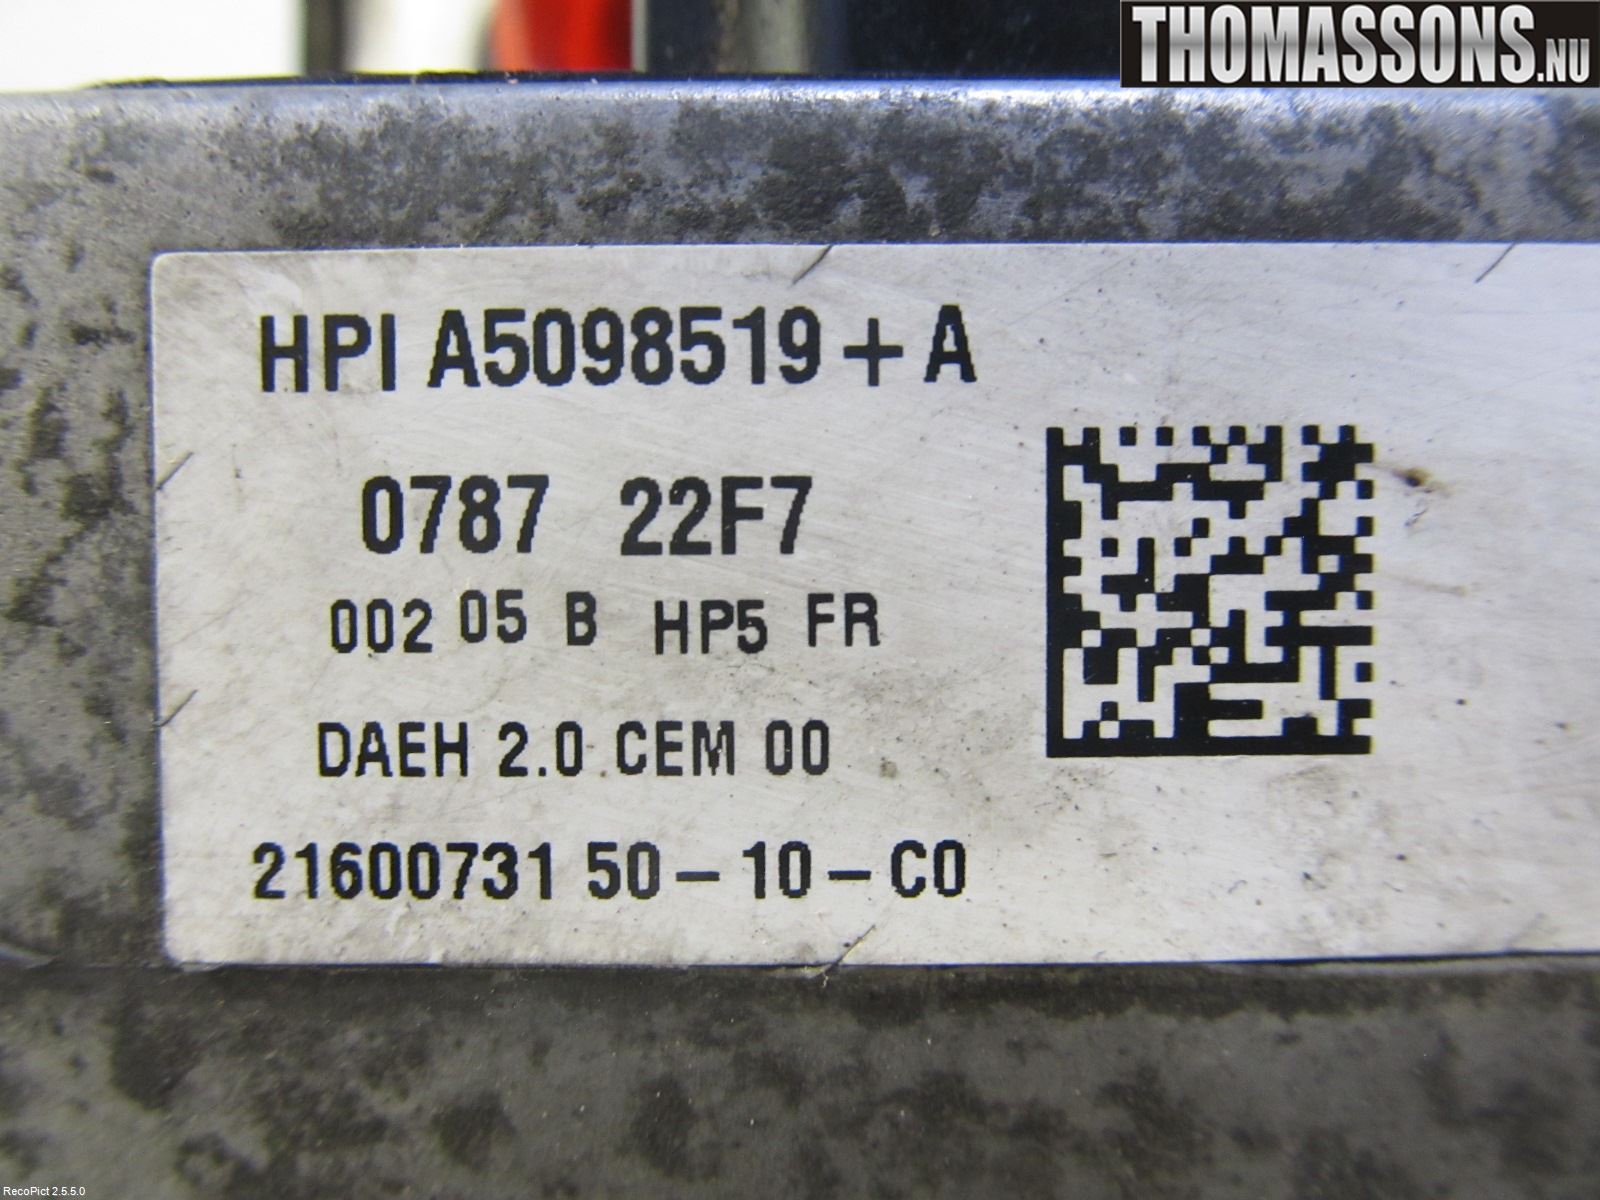 THOMASSONS.NU
HPI A5098519+A
0787 22F7
002 05 B HP5 FR
DAEH 2.0 CEM 00
21600731 50-10-C0
RecoPict 2.5.5.0